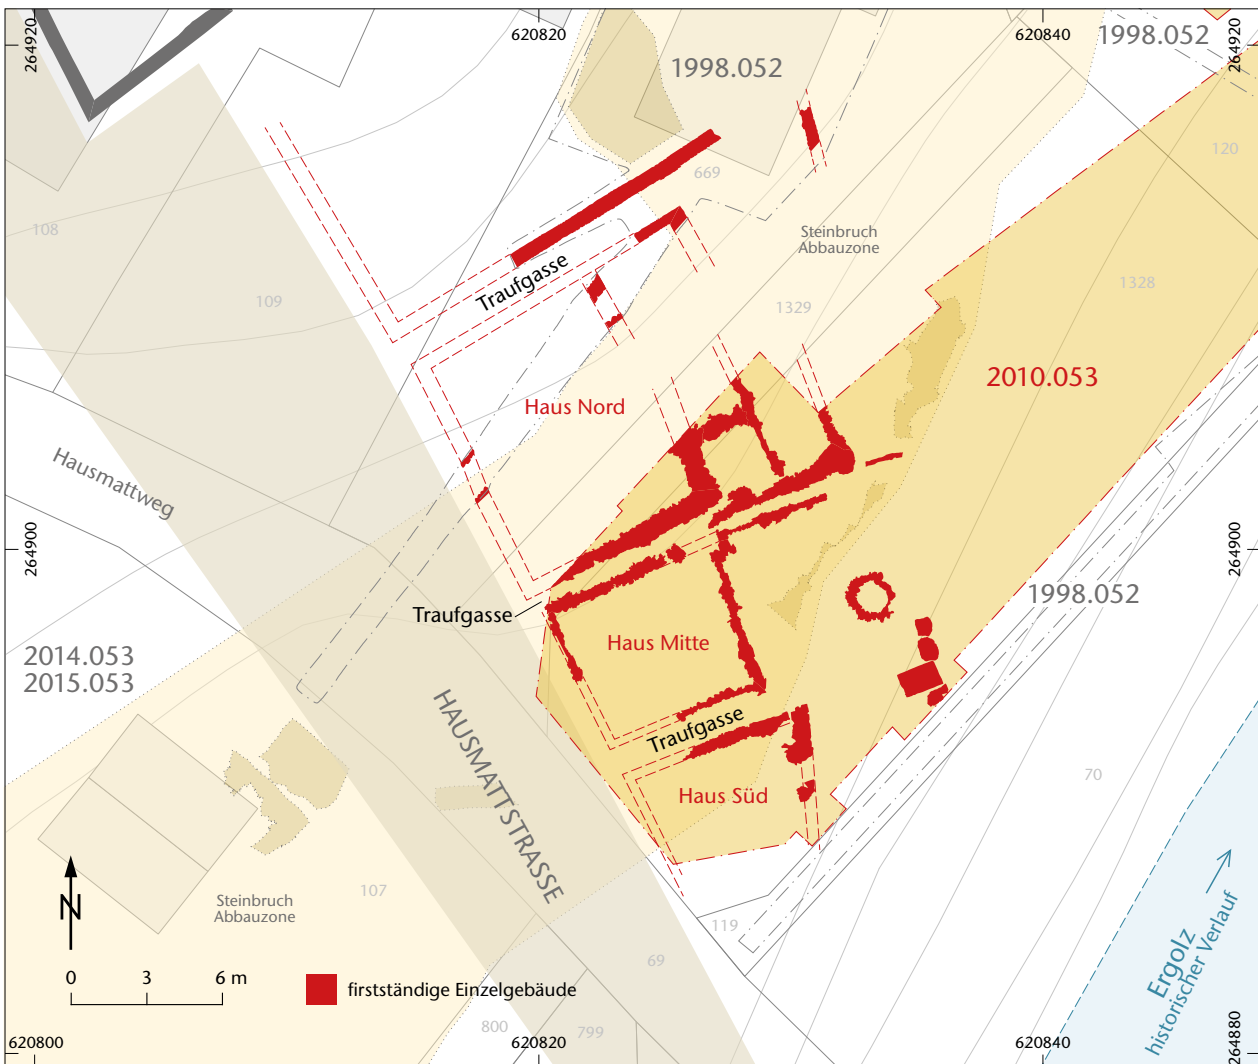 264920
620820
620840
1998.052
264920
1998.052
669
120
108
Steinbruch
Abbauzone
Traufgasse
109
1329
1328
2010.053
Haus Nord
Hausmattweg
264900
264900
1998.052
Traufgasse
Haus Mitte
2014.053
2015.053
HAUSMATTSTRASSE
Traufgasse
Haus Süd
70
107
Steinbruch
Abbauzone
119
69
Ergolz
historischer Verlauf
N
0 3 6 m
firstständige Einzelgebäude
800
799
620800
620820
620840
264880